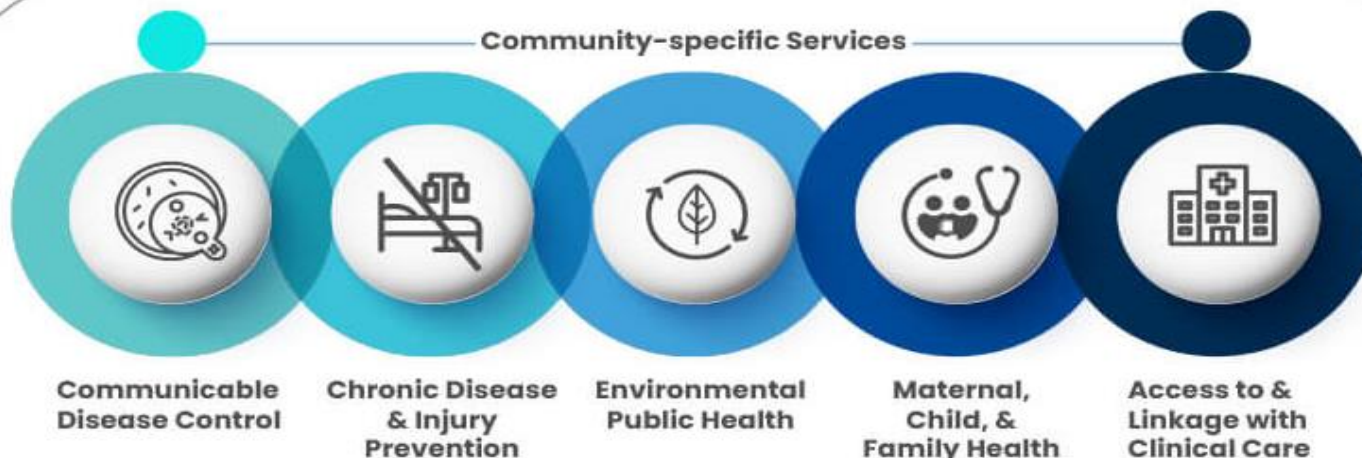 Community-specific Services
Communicable
Disease Control
Chronic Disease
& Injury
Prevention
Environmental
Public Health
Maternal,
Child, &
Family Health
Access to &
Linkage with
Clinical Care